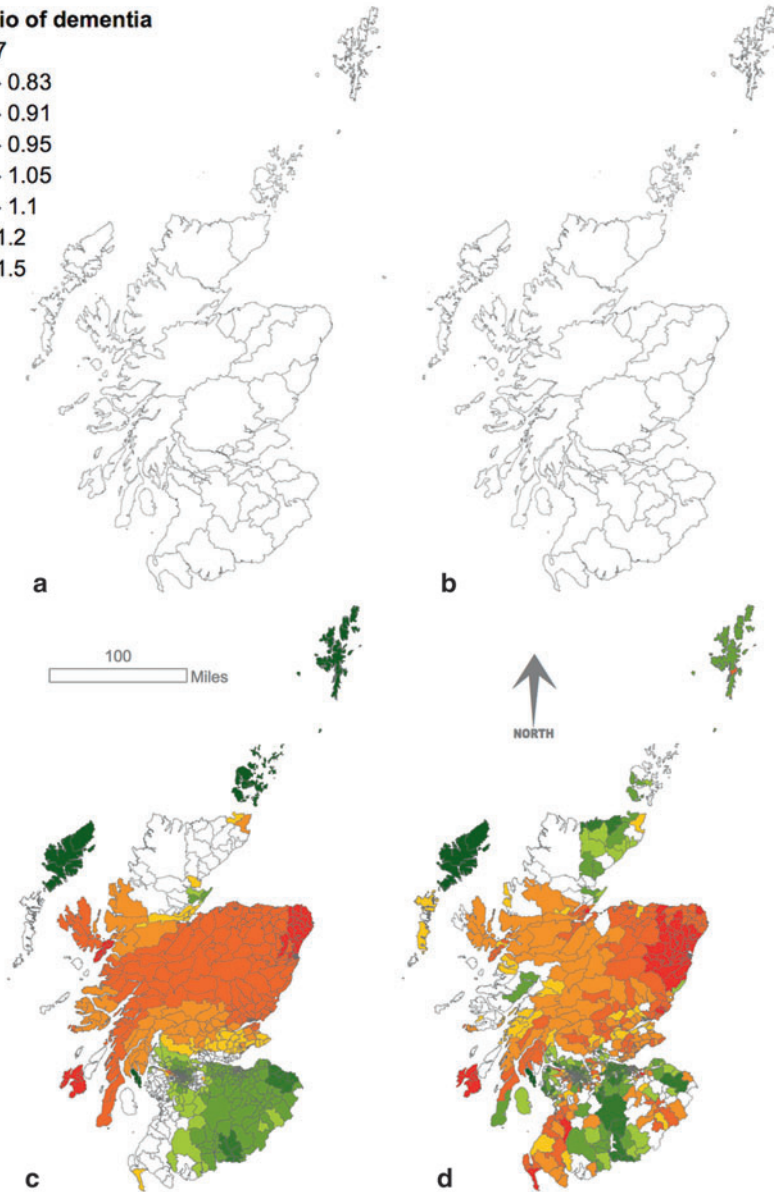 io of dementia
7
- 0.83
- 0.91
- 0.95
- 1.05
- 1.1
1.2
1.5
a
b
100
Miles
NORTH
c
d